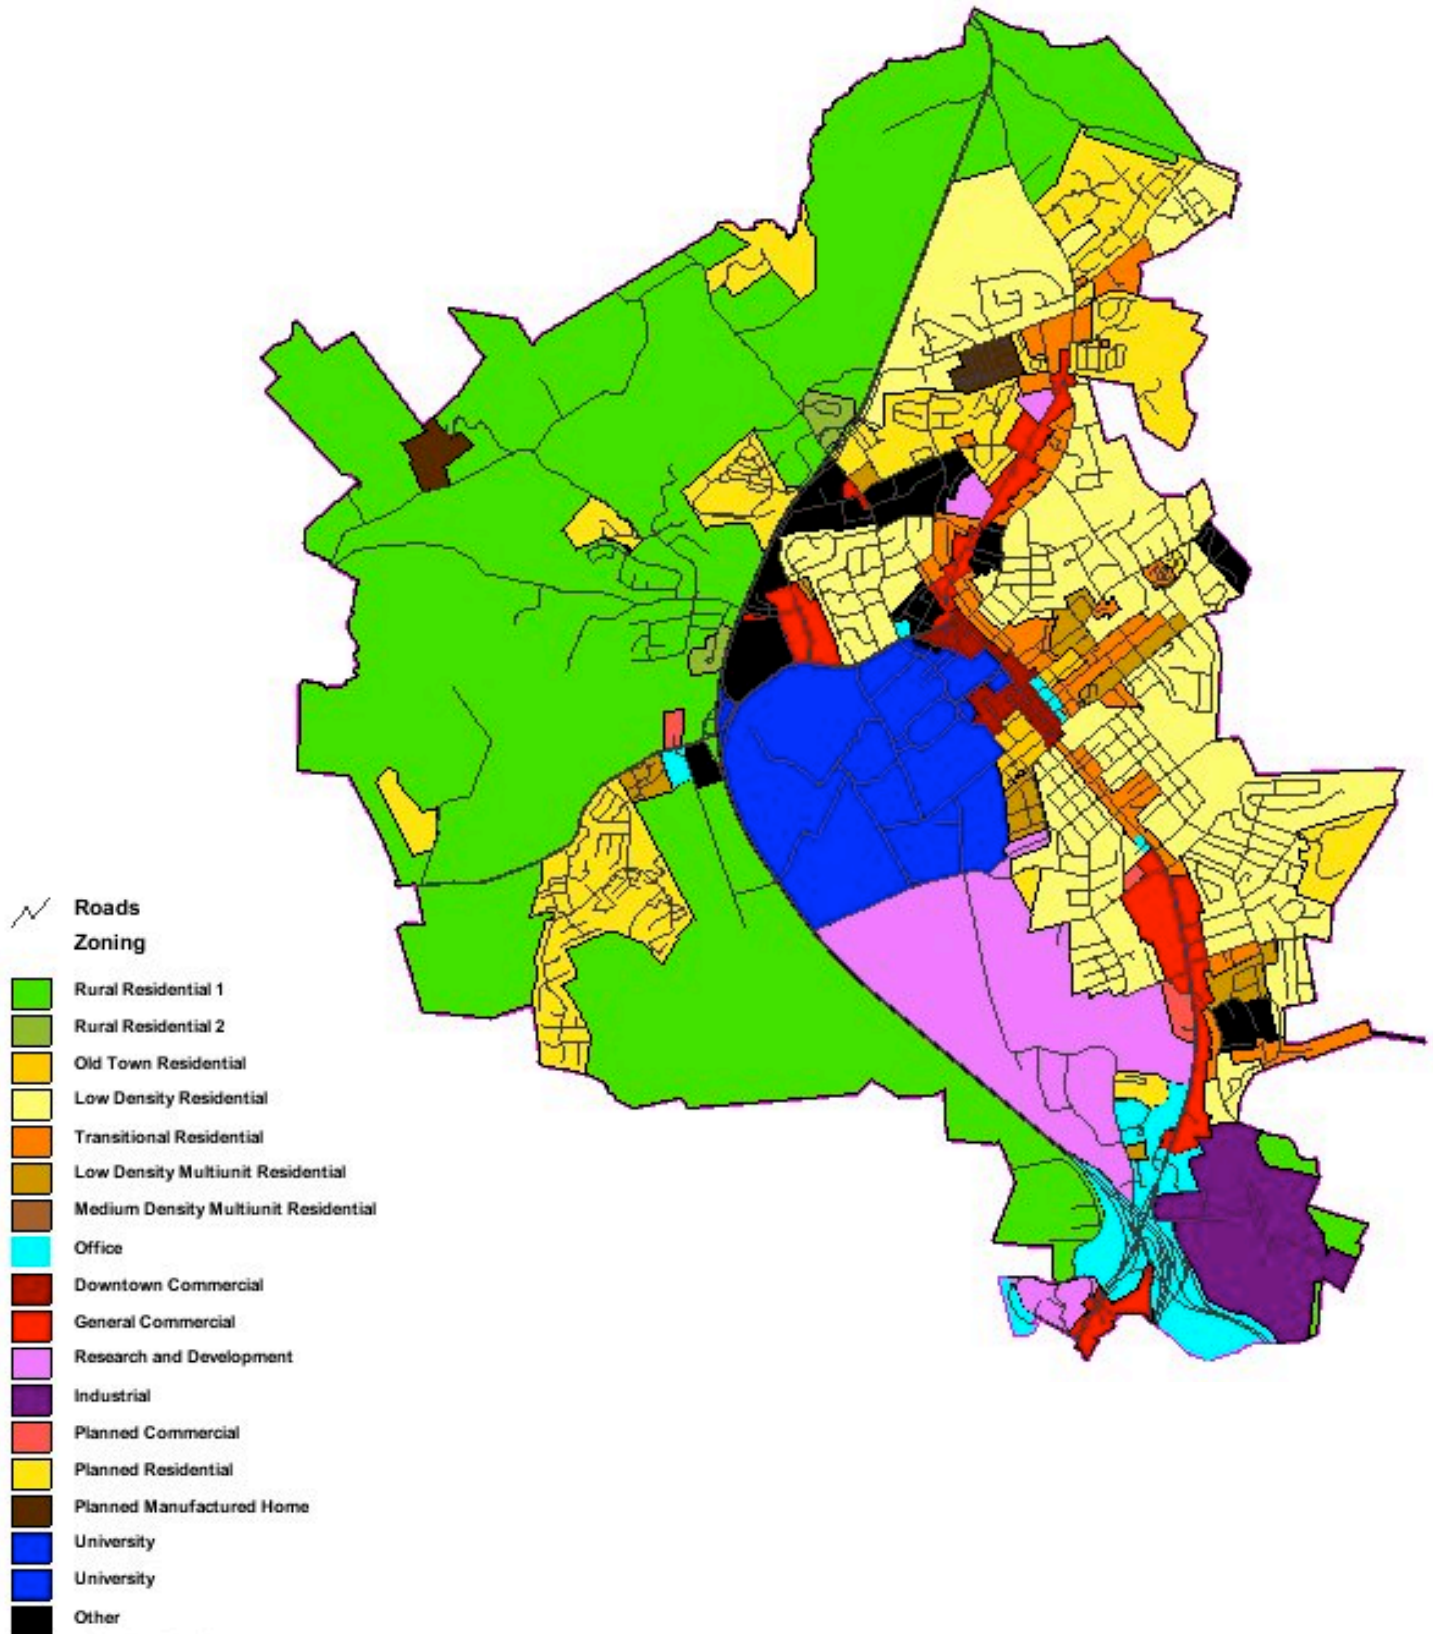 Roads
Zoning
Rural Residential 1
Rural Residential 2
Old Town Residential
Low Density Residential
Transitional Residential
Low Density Multiunit Residential
Medium Density Multiunit Residential
Office
Downtown Commercial
General Commercial
Research and Development
Industrial
Planned Commercial
Planned Residential
Planned Manufactured Home
University
University
Other